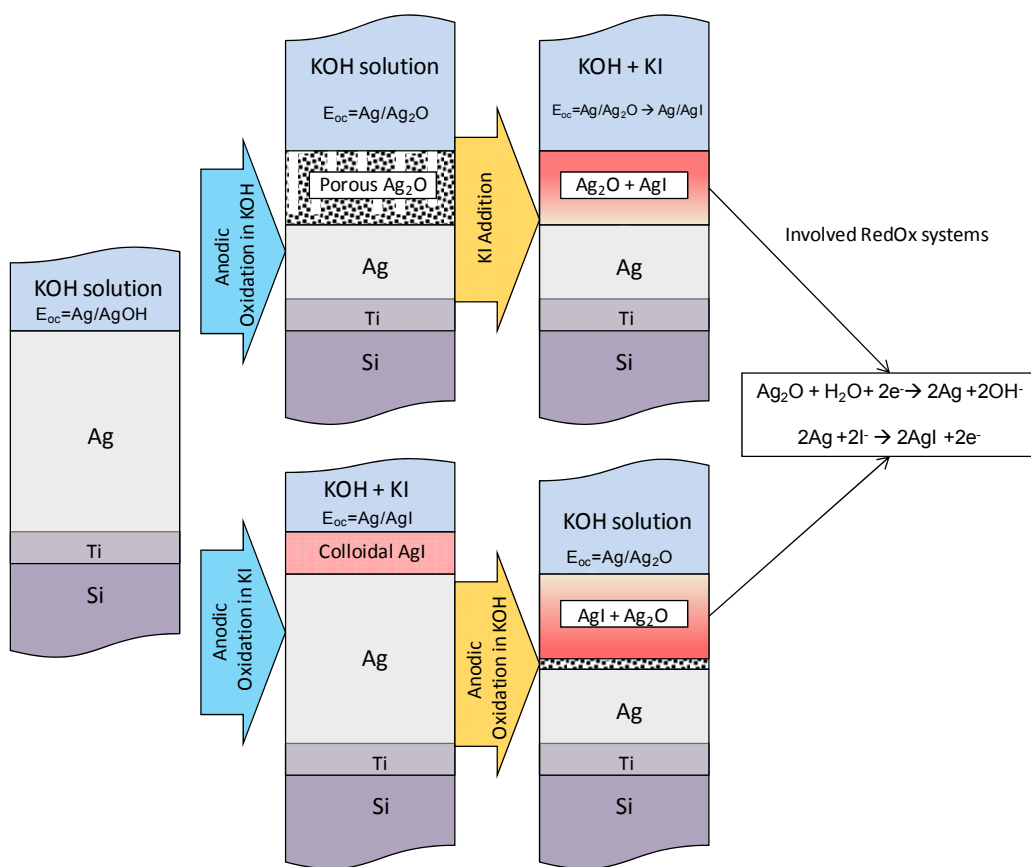 KOH solution
Eoc=Ag/AgOH
Ag
Ti
Si
Anodic
Oxidation in KOH
KOH solution
Eoc=Ag/Ag2O
Porous Ag2O
Ag
Ti
Si
KI Addition
KOH + KI
Eoc=Ag/Ag2O → Ag/AgI
Ag2O + AgI
Ag
Ti
Si
Involved RedOx systems
Ag2O + H2O+ 2e-→ 2Ag +2OH-
2Ag +2I- → 2AgI +2e-
Anodic
Oxidation in KI
KOH + KI
Eoc=Ag/AgI
Colloidal AgI
Ag
Ti
Si
Anodic
Oxidation in KOH
KOH solution
Eoc=Ag/Ag2O
AgI + Ag2O
Ag
Ti
Si